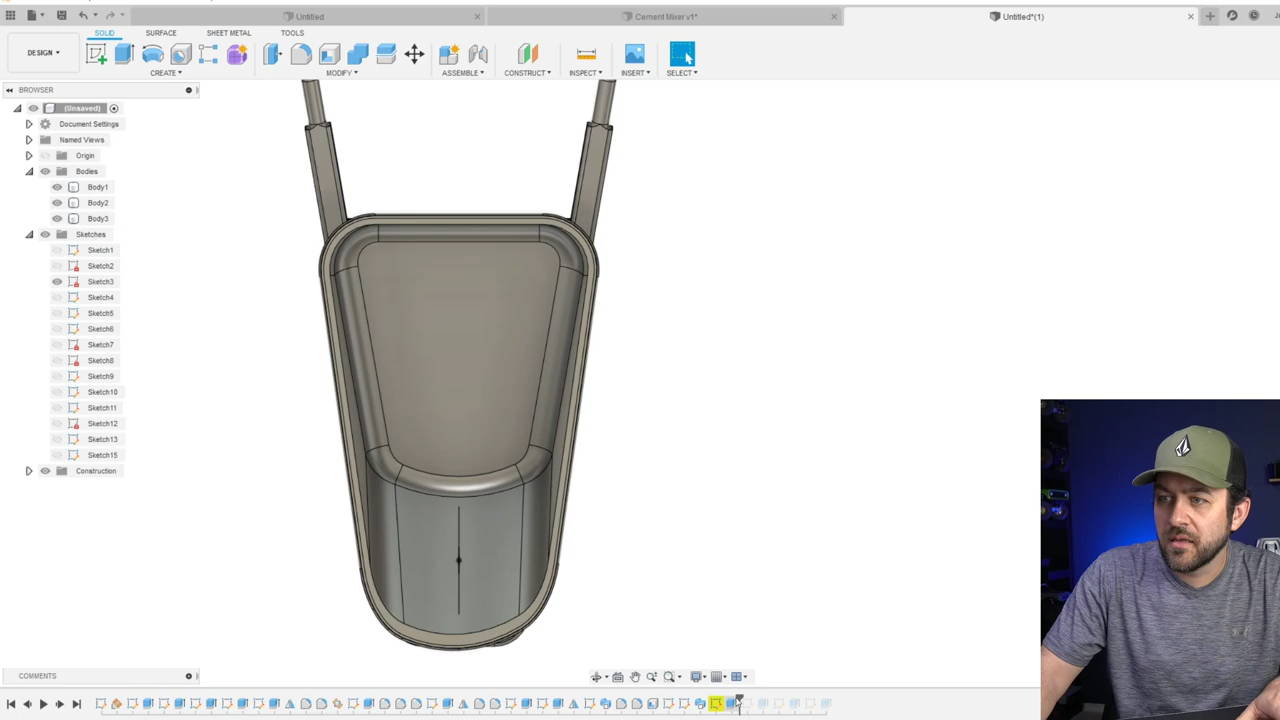 Untitled
Cement Mixer v1*
Untitled*(1)
SOLID
SURFACE
SHEET METAL
TOOLS
DESIGN
CREATE
MODIFY
ASSEMBLE
CONSTRUCT
INSPECT
INSERT
SELECT
BROWSER
(Unsaved)
Document Settings
Named Views
Origin
Bodies
Body1
Body2
Body3
Sketches
Sketch1
Sketch2
Sketch3
Sketch4
Sketch5
Sketch6
Sketch7
Sketch8
Sketch9
Sketch10
Sketch11
Sketch12
Sketch13
Sketch15
Construction
COMMENTS